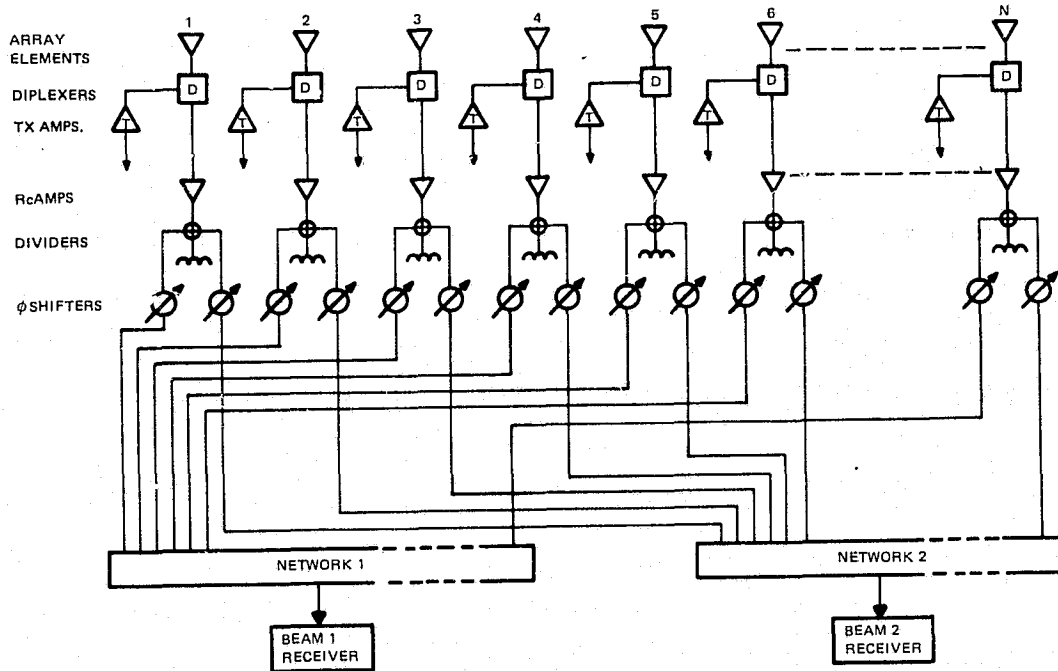 1 2 3 4 5 6 N
ARRAY
ELEMENTS
D D D D D D D
DIPLEXERS
TX AMPS.
T T T T T T T
RcAMPS
DIVIDERS
φSHIFTERS
NETWORK 1
NETWORK 2
BEAM 1
RECEIVER
BEAM 2
RECEIVER